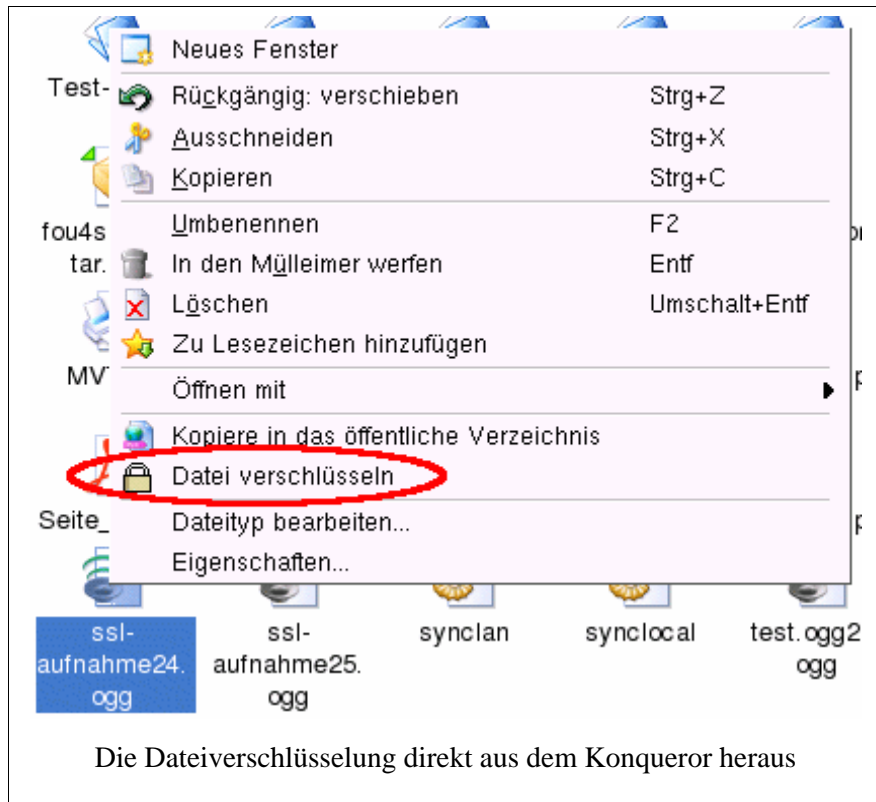 Neues Fenster
Test-
Rückgängig: verschieben Strg+Z
Ausschneiden Strg+X
Kopieren Strg+C
Umbenennen F2
fou4s
tar.
In den Mülleimer werfen Entf
Löschen Umschalt+Entf
Zu Lesezeichen hinzufügen
MV
Öffnen mit
Kopiere in das öffentliche Verzeichnis
Datei verschlüsseln
Seite_
Dateityp bearbeiten...
Eigenschaften...
ssl-
aufnahme24.
ogg
ssl-
aufnahme25.
ogg
synclan
synclocal
test.ogg2
ogg
Die Dateiverschlüsselung direkt aus dem Konqueror heraus